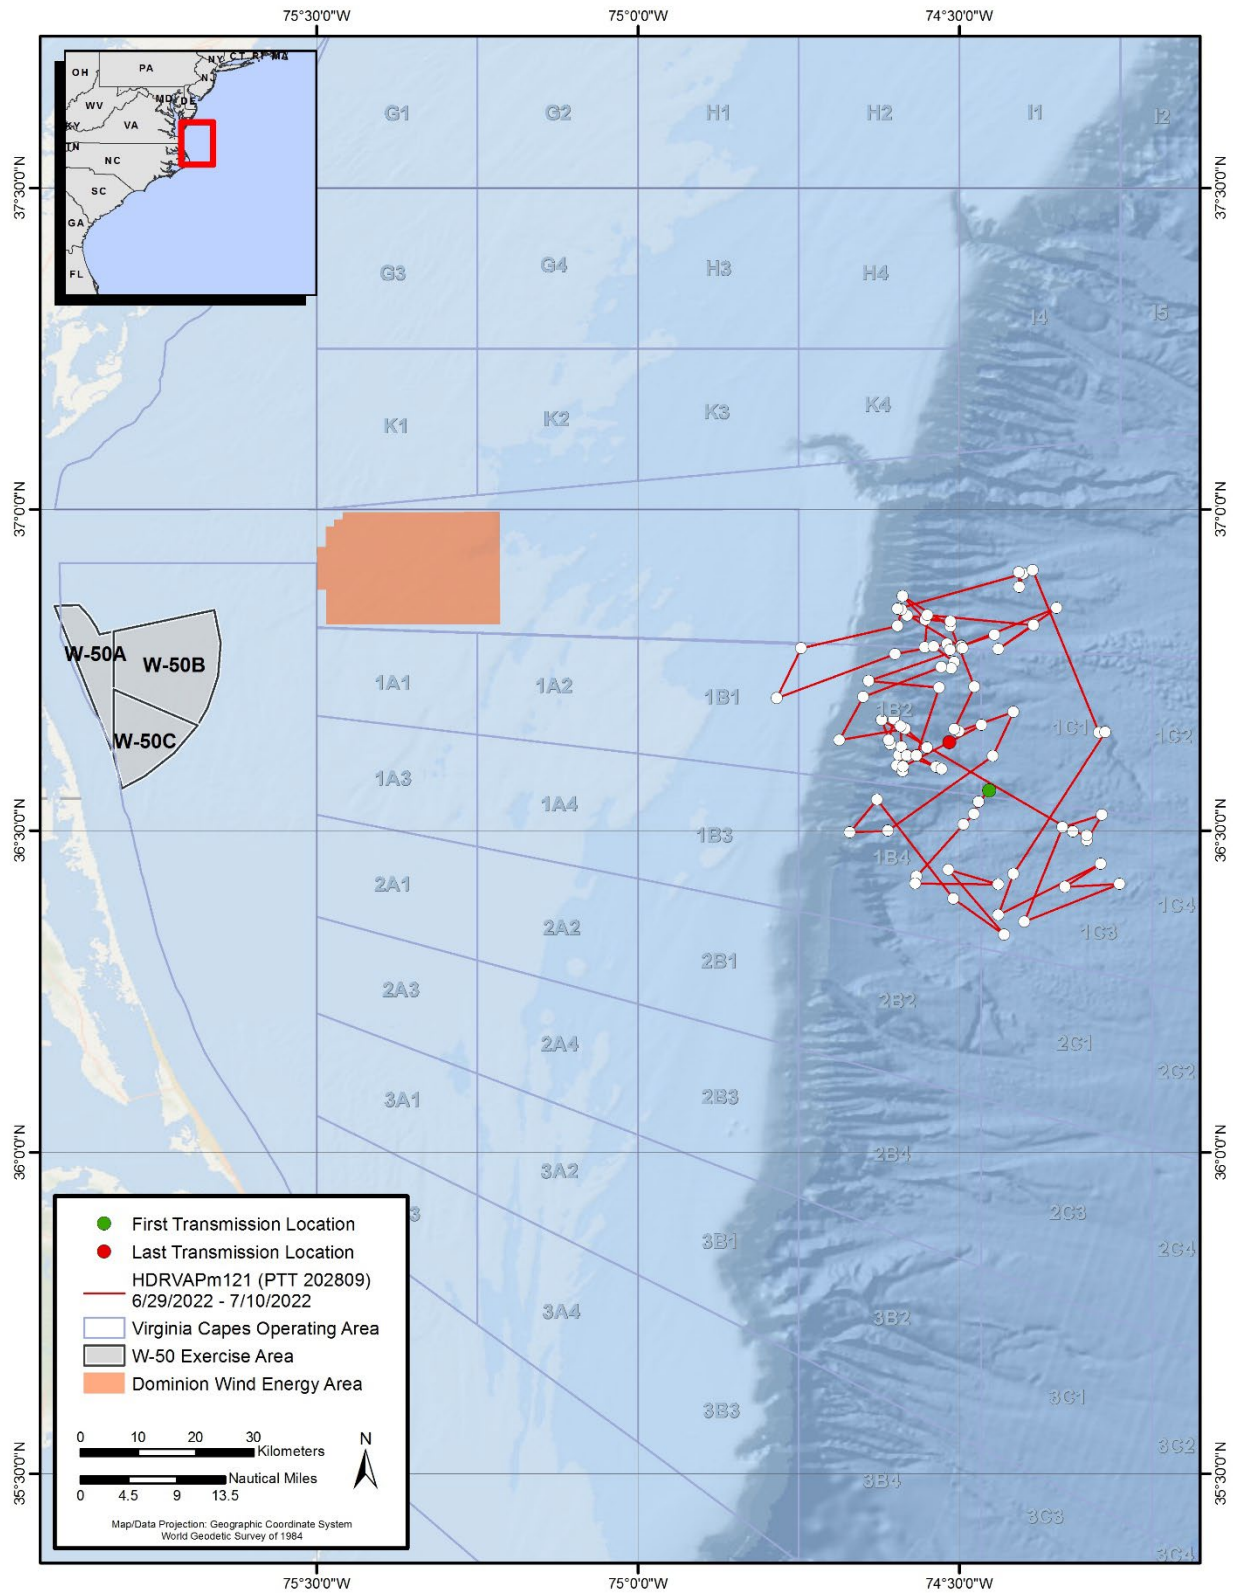 75°30'0"W
75°0'0"W
74°30'0"W
NY
CT
RI
MA
OH
PA
NJ
MD
DE
WV
VA
KY
TN
NC
SC
GA
FL
G1
G2
H1
H2
I1
I2
37°30'0"N
37°30'0"N
G3
G4
H3
H4
I4
I5
K1
K2
K3
K4
37°0'0"N
37°0'0"N
W-50A
W-50B
W-50C
1A1
1A2
1B1
1B2
1C1
1C2
1A3
1A4
1B3
1B4
36°30'0"N
36°30'0"N
2A1
2A2
1C3
1C4
2A3
2B1
2B2
2A4
2C1
2C2
3A1
2B3
2B4
36°0'0"N
36°0'0"N
3A2
3
3B1
2C3
2C4
3A4
3B2
3B3
3C1
3C2
35°30'0"N
35°30'0"N
3B4
3C3
3C4
First Transmission Location
Last Transmission Location
HDRVAPm121 (PTT 202809)
6/29/2022 - 7/10/2022
Virginia Capes Operating Area
W-50 Exercise Area
Dominion Wind Energy Area
0 10 20 30
Kilometers
N
Nautical Miles
0 4.5 9 13.5
Map/Data Projection: Geographic Coordinate System
World Geodetic Survey of 1984
75°30'0"W
75°0'0"W
74°30'0"W